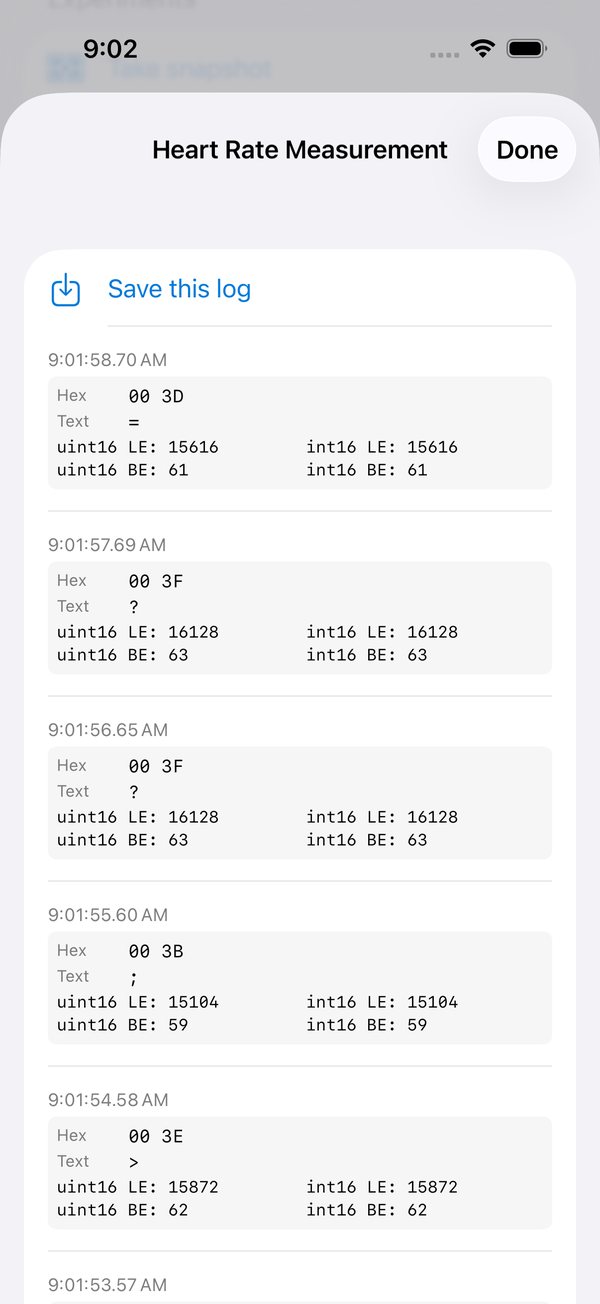 Experiments
9:02
Take snapshot
Heart Rate Measurement
Done
Save this log
9:01:58.70 AM
Hex 00 3D
Text =
uint16 LE: 15616 int16 LE: 15616
uint16 BE: 61 int16 BE: 61
9:01:57.69 AM
Hex 00 3F
Text ?
uint16 LE: 16128 int16 LE: 16128
uint16 BE: 63 int16 BE: 63
9:01:56.65 AM
Hex 00 3F
Text ?
uint16 LE: 16128 int16 LE: 16128
uint16 BE: 63 int16 BE: 63
9:01:55.60 AM
Hex 00 3B
Text ;
uint16 LE: 15104 int16 LE: 15104
uint16 BE: 59 int16 BE: 59
9:01:54.58 AM
Hex 00 3E
Text >
uint16 LE: 15872 int16 LE: 15872
uint16 BE: 62 int16 BE: 62
9:01:53.57 AM